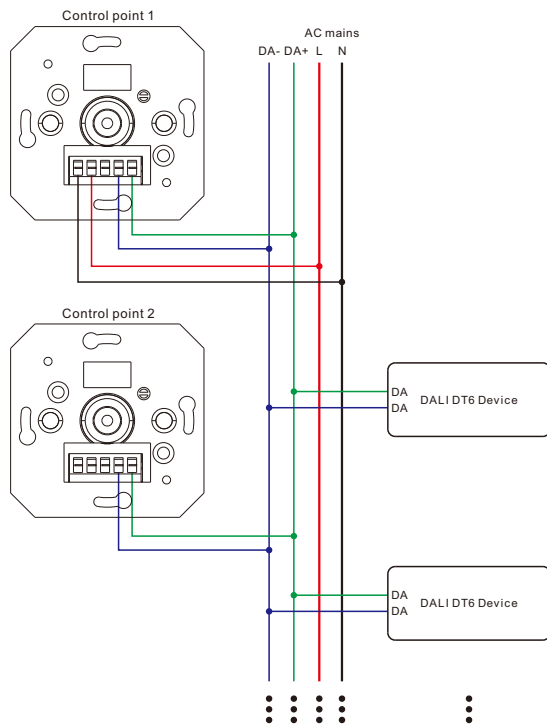 Control point 1
AC mains
DA- DA+ L N
Control point 2
DA
DA
DALI DT6 Device
DA
DA
DALI DT6 Device